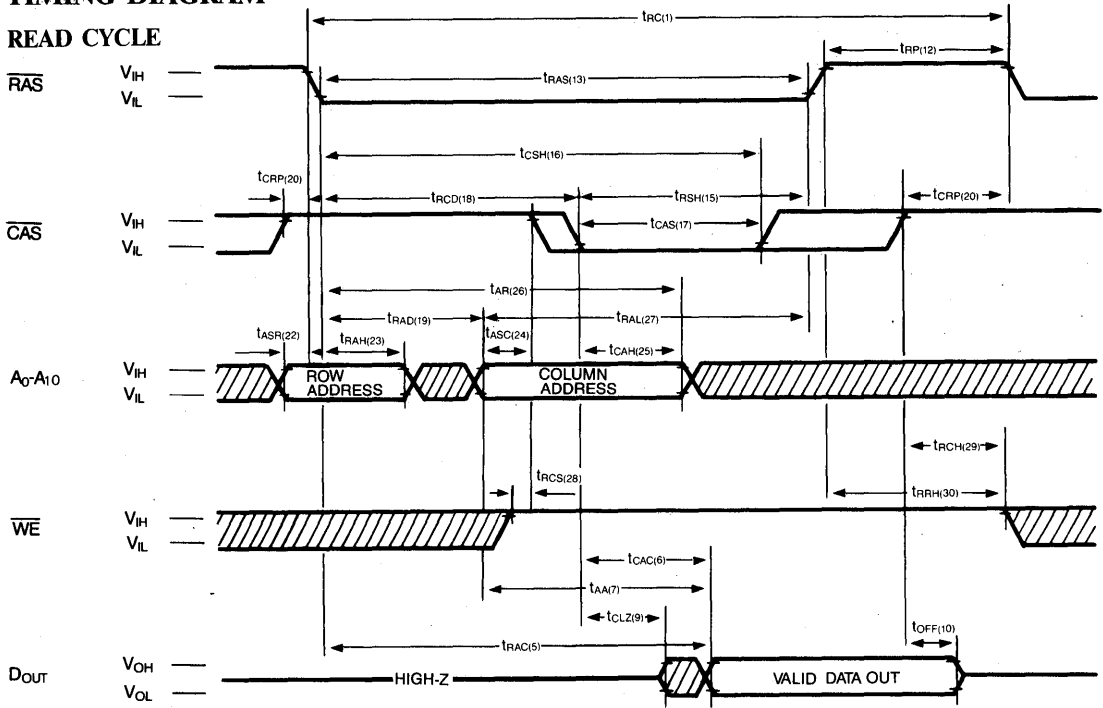 TIMING DIAGRAM
READ CYCLE
tRC(1)
tRP(12)
RAS
VIH
VIL
tRAS(13)
tCSH(16)
tCRP(20)
tRCD(18)
tRSH(15)
tCRP(20)
CAS
VIH
VIL
tCAS(17)
tAR(26)
tRAD(19)
tRAL(27)
tASR(22)
tRAH(23)
tASC(24)
tCAH(25)
A0-A10
VIH
VIL
ROW
ADDRESS
COLUMN
ADDRESS
tRCH(29)
tRCS(28)
tRRH(30)
WE
VIH
VIL
tCAC(6)
tAA(7)
tCLZ(9)
tOFF(10)
tRAC(5)
DOUT
VOH
VOL
HIGH-Z
VALID DATA OUT